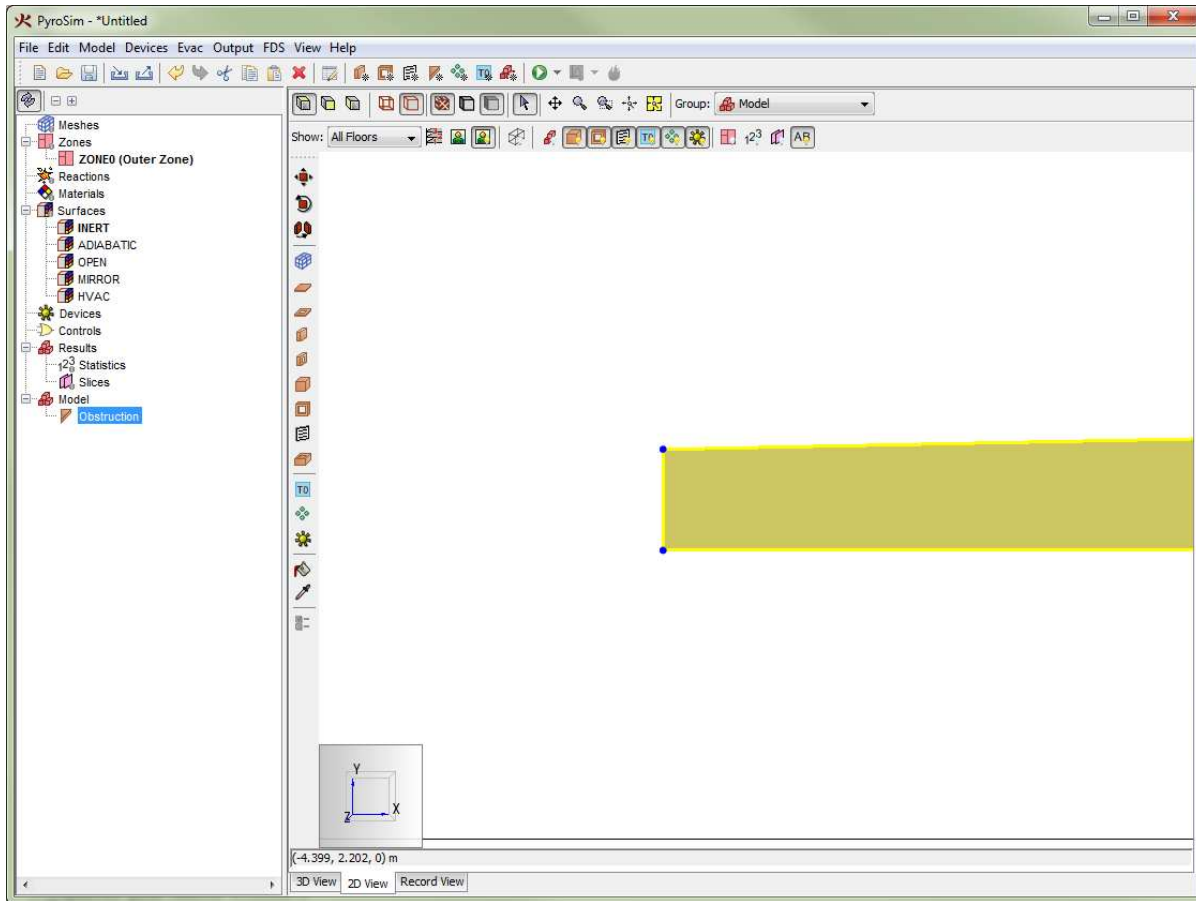 PyroSim - *Untitled
File Edit Model Devices Evac Output FDS View Help
Group: Model
Show: All Floors
Meshes
Zones
ZONE0 (Outer Zone)
Reactions
Materials
Surfaces
INERT
ADIABATIC
OPEN
MIRROR
HVAC
Devices
Controls
Results
Statistics
Slices
Model
Obstruction
Y
X
Z
(-4.399, 2.202, 0) m
3D View 2D View Record View